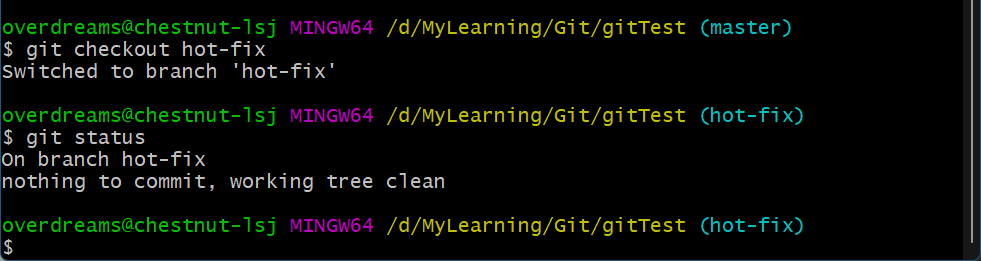 overdreams@chestnut-lsj MINGW64 /d/MyLearning/Git/gitTest (master)
$ git checkout hot-fix
Switched to branch 'hot-fix'
overdreams@chestnut-lsj MINGW64 /d/MyLearning/Git/gitTest (hot-fix)
$ git status
On branch hot-fix
nothing to commit, working tree clean
overdreams@chestnut-lsj MINGW64 /d/MyLearning/Git/gitTest (hot-fix)
$